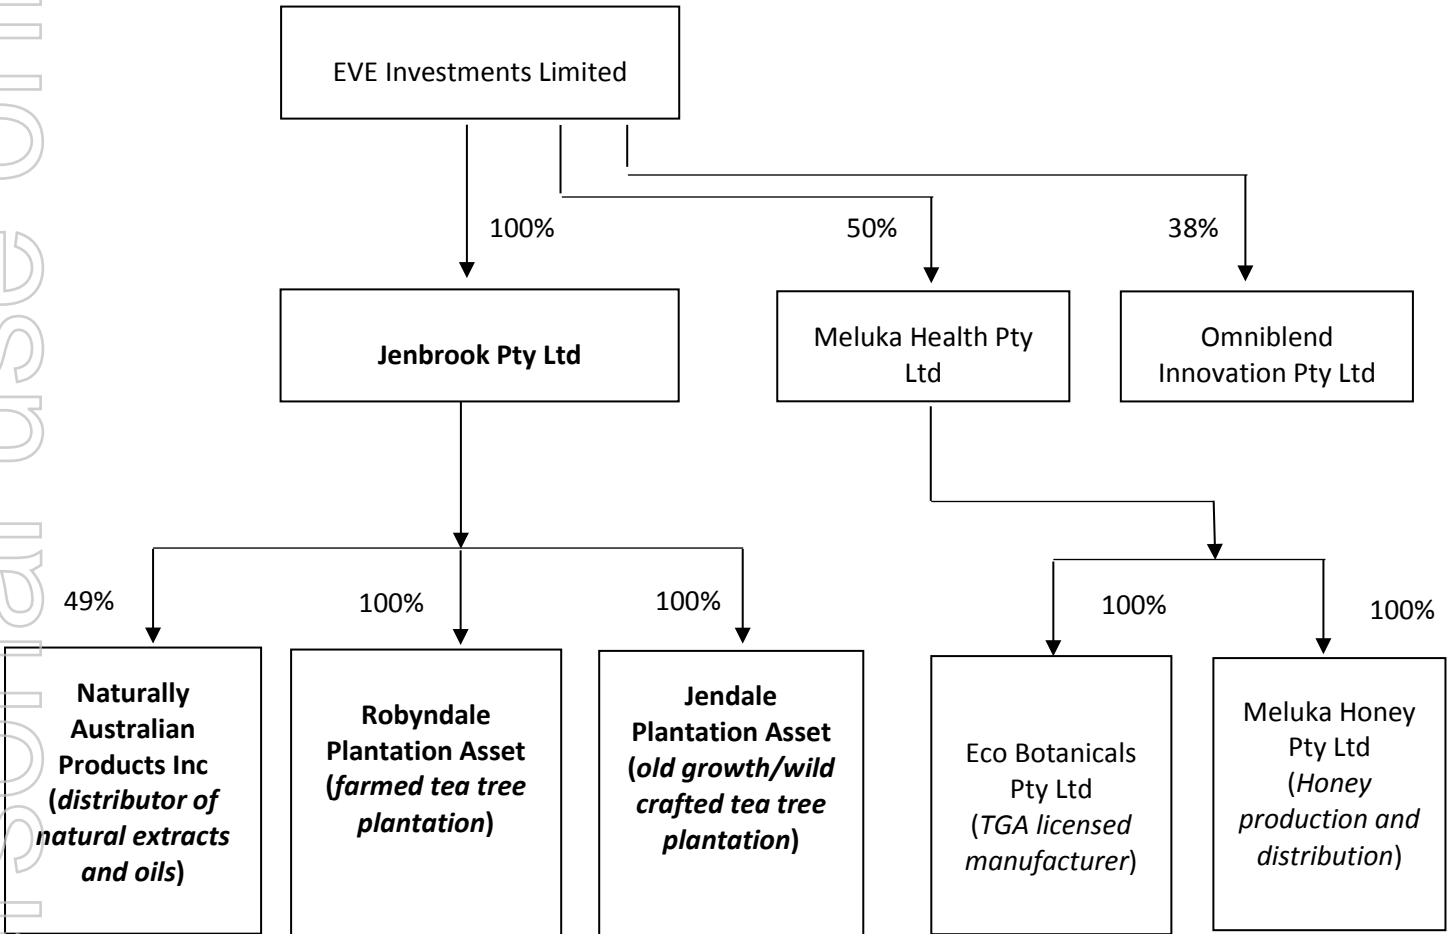 EVE Investments Limited
100%
50%
38%
Jenbrook Pty Ltd
Meluka Health Pty
Ltd
Omniblend
Innovation Pty Ltd
49%
100%
100%
100%
100%
Naturally
Australian
Products Inc
(distributor of
natural extracts
and oils)
Robyndale
Plantation Asset
(farmed tea tree
plantation)
Jendale
Plantation Asset
(old growth/wild
crafted tea tree
plantation)
Eco Botanicals
Pty Ltd
(TGA licensed
manufacturer)
Meluka Honey
Pty Ltd
(Honey
production and
distribution)